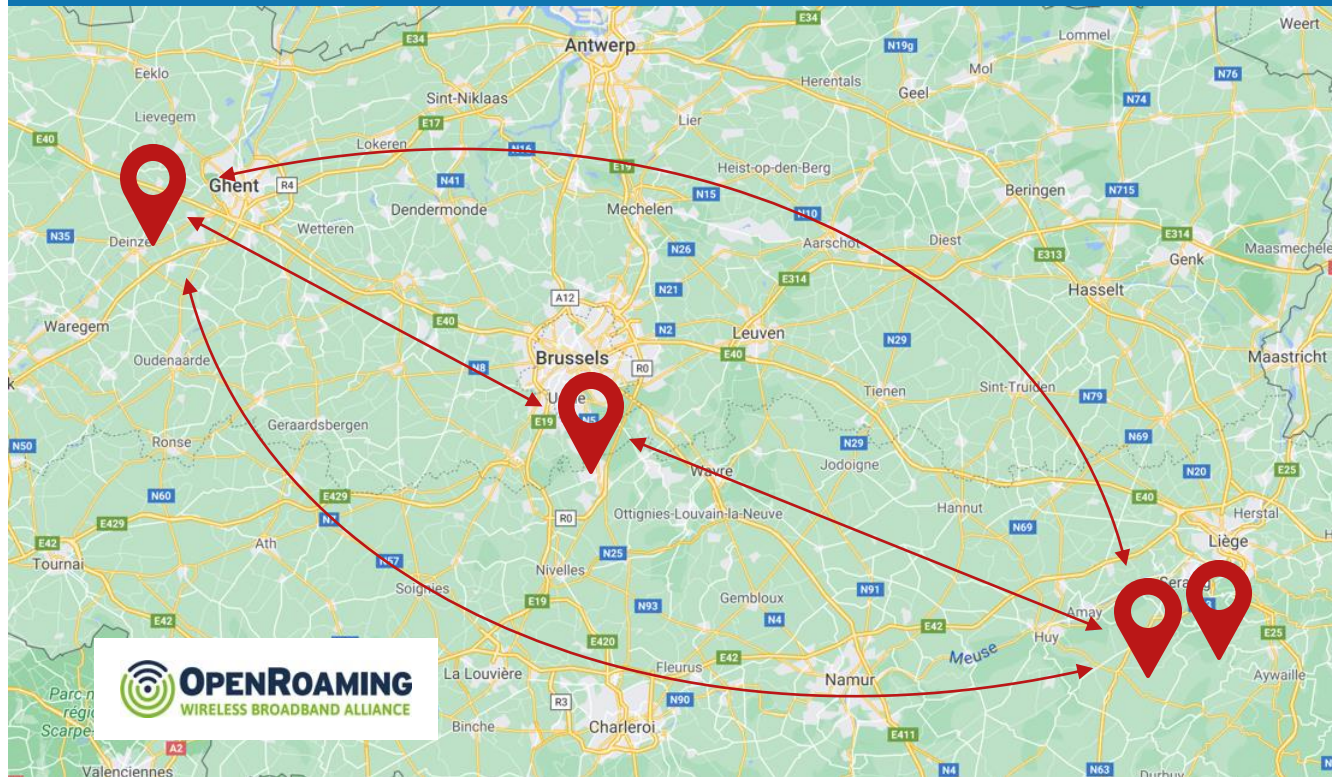 E34
Antwerp
E34
N19g
Lommel
Weert
Eeklo
Herentals
Mol
N76
Sint-Niklaas
Geel
N74
Lievegem
E17
Lier
E40
Lokeren
N16
E19
Heist-op-den-Berg
Ghent
R4
N41
N15
Beringen
N715
Dendermonde
Mechelen
N10
N35
Deinze
Wetteren
N26
Aarschot
Diest
E313
E314
Genk
Maasmechele
E314
N21
Hasselt
A12
Waregem
E40
N2
Leuven
N29
Oudenaarde
Brussels
E40
Maastricht
N8
R0
k
Tienen
Sint-Truiden
N79
Geraardsbergen
E19
N5
N50
Ronse
N29
N69
Wavre
Jodoigne
N20
E25
N60
E429
E40
E429
N7
R0
Ottignies-Louvain-la-Neuve
Hannut
N69
Herstal
E42
Ath
N25
Liège
H
Tournai
N57
Nivelles
Soignies
E19
N93
Gembloux
N91
Amay
E42
N4
E42
Huy
E25
E420
Meuse
La Louvière
Fleurus
E42
Namur
Aywaille
OPENROAMING
WIRELESS BROADBAND ALLIANCE
R3
N90
Binche
Charleroi
A2
E411
Valenciennes
N4
N63
Durbuy